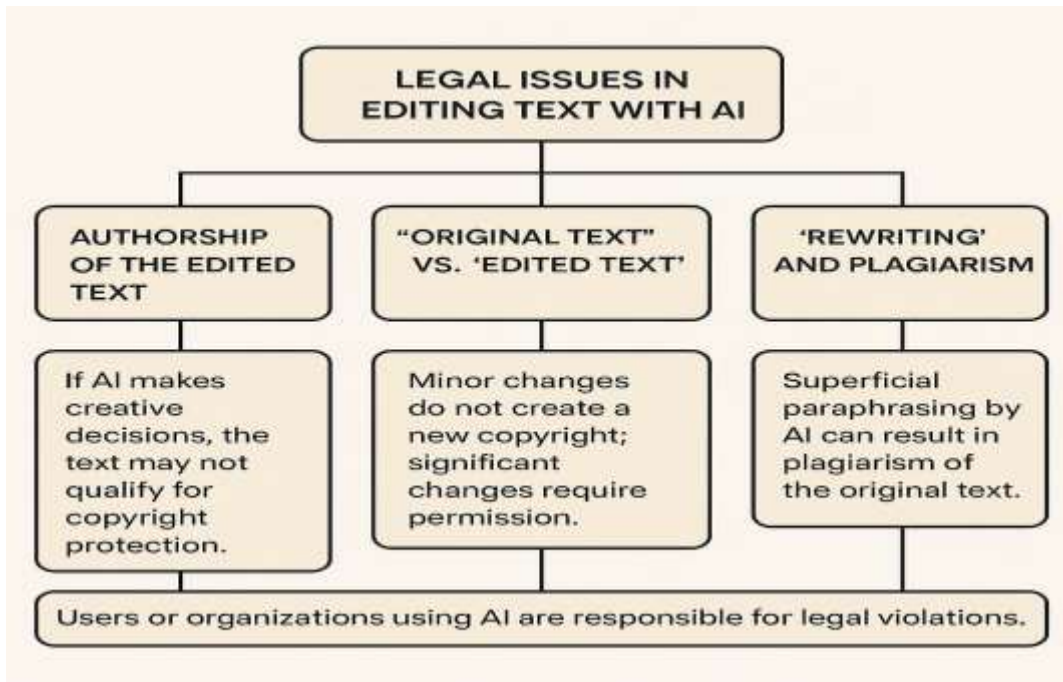 LEGAL ISSUES IN
EDITING TEXT WITH AI
AUTHORSHIP
OF THE EDITED
TEXT
“ORIGINAL TEXT”
VS. ‘EDITED TEXT’
‘REWRITING’
AND PLAGIARISM
If AI makes
creative
decisions, the
text may not
qualify for
copyright
protection.
Minor changes
do not create a
new copyright;
significant
changes require
permission.
Superficial
paraphrasing by
AI can result in
plagiarism of
the original text.
Users or organizations using AI are responsible for legal violations.